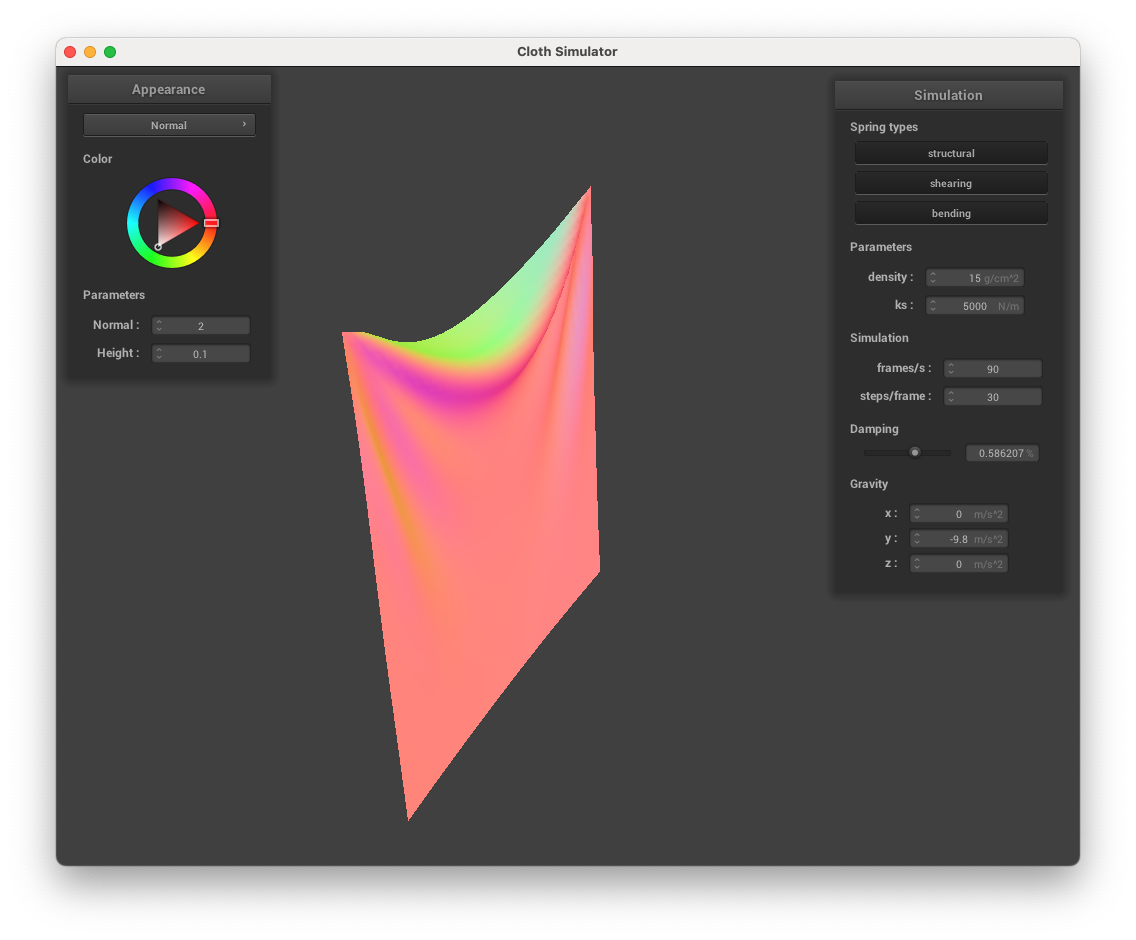 Cloth Simulator
Appearance
Normal
Color
Parameters
Normal : 2
Height : 0.1
Simulation
Spring types
structural
shearing
bending
Parameters
density : 15 g/cm^2
ks : 5000 N/m
Simulation
frames/s : 90
steps/frame : 30
Damping
0.586207 %
Gravity
x : 0 m/s^2
y : -9.8 m/s^2
z : 0 m/s^2